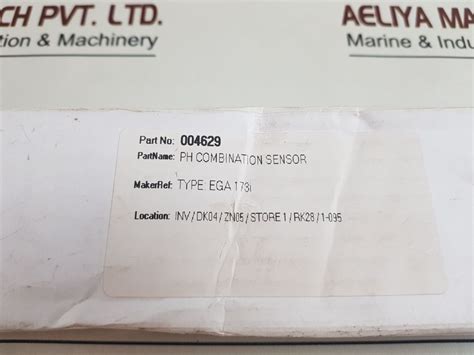 CH PVT. LTD.
tion & Machinery
AELIYA MA
Marine & Indu
Part No: 004629
PartName: PH COMBINATION SENSOR
MakerRef: TYPE: EGA 173i
Location: INV / DK04 / ZN05 / STORE 1 / RK28 / 1-095